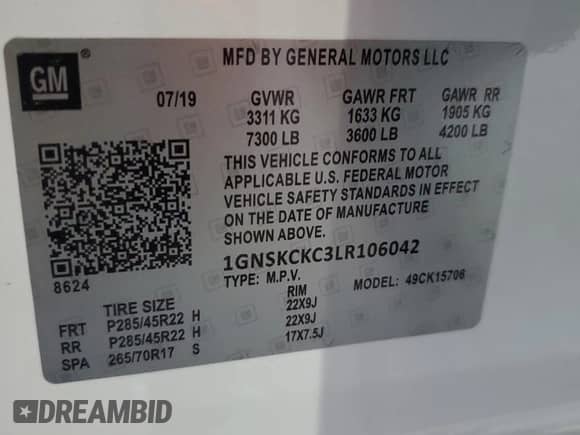 GM ®
MFD BY GENERAL MOTORS LLC
07/19 GVWR GAWR FRT GAWR RR
3311 KG 1633 KG 1905 KG
7300 LB 3600 LB 4200 LB
THIS VEHICLE CONFORMS TO ALL
APPLICABLE U.S. FEDERAL MOTOR
VEHICLE SAFETY STANDARDS IN EFFECT
ON THE DATE OF MANUFACTURE
SHOWN ABOVE.
8624
1GNSKCKC3LR106042
TYPE: M.P.V. MODEL: 49CK15706
TIRE SIZE RIM
FRT P285/45R22 H 22X9J
RR P285/45R22 H 22X9J
SPA 265/70R17 S 17X7.5J
DREAMBID